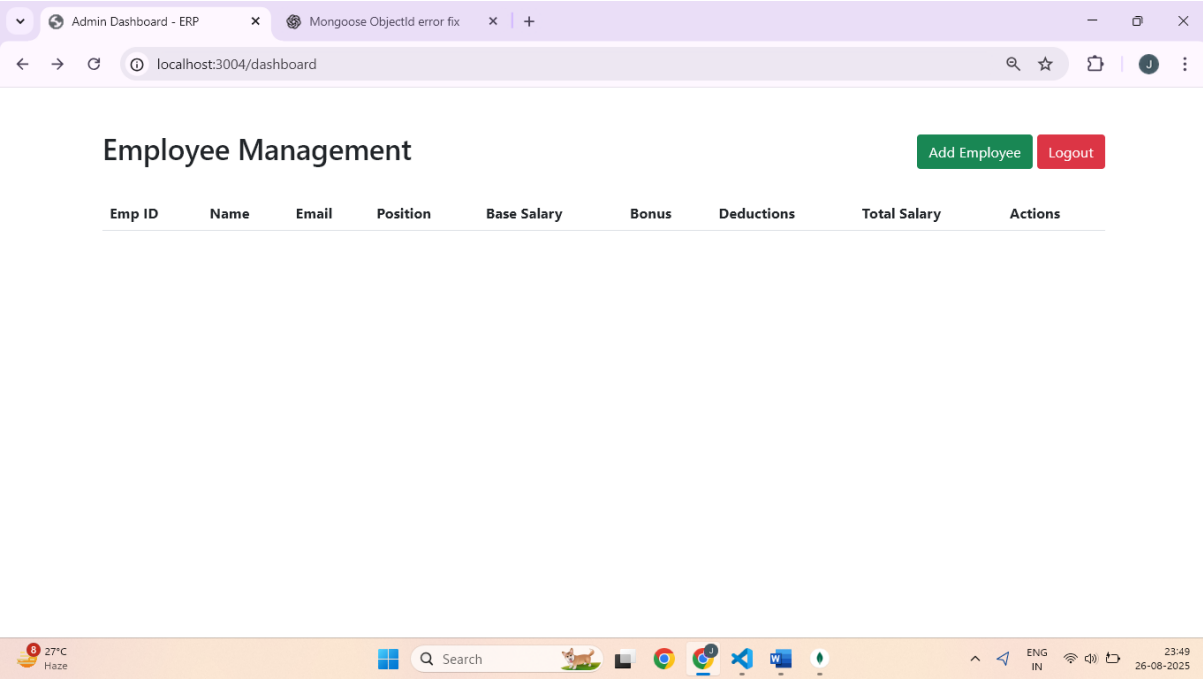 Admin Dashboard - ERP
Mongoose ObjectId error fix
localhost:3004/dashboard
J
Employee Management
Add Employee
Logout
Emp ID Name Email Position Base Salary Bonus Deductions Total Salary Actions
8
27°C
Haze
Search
J
W
ENG
IN
23:49
26-08-2025